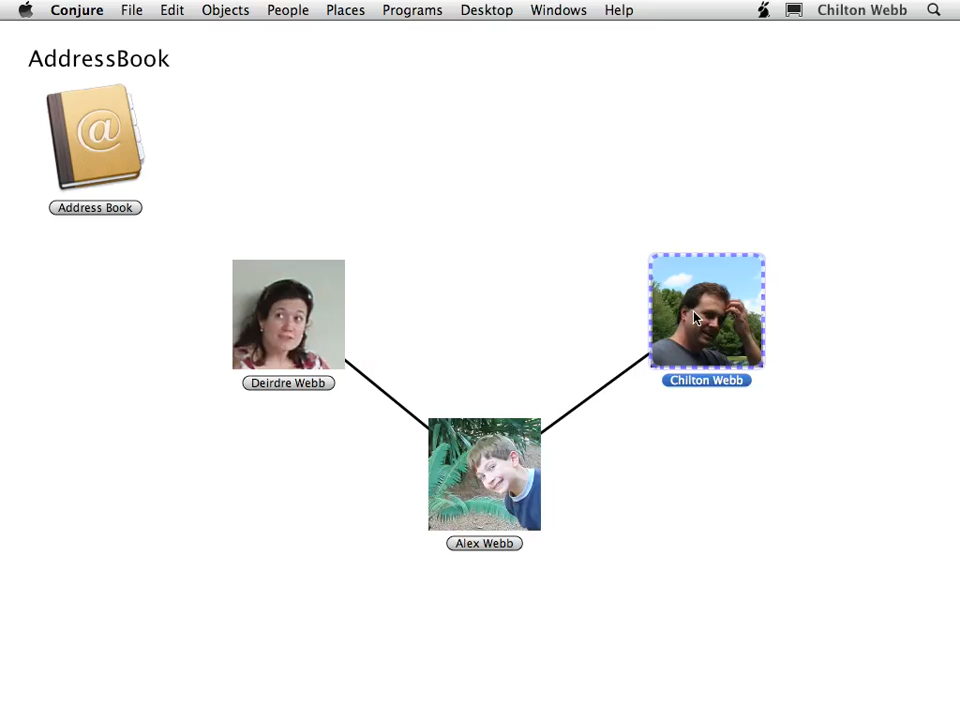 Conjure File Edit Objects People Places Programs Desktop Windows Help Chilton Webb
AddressBook
@
Address Book
Deirdre Webb
Chilton Webb
Alex Webb